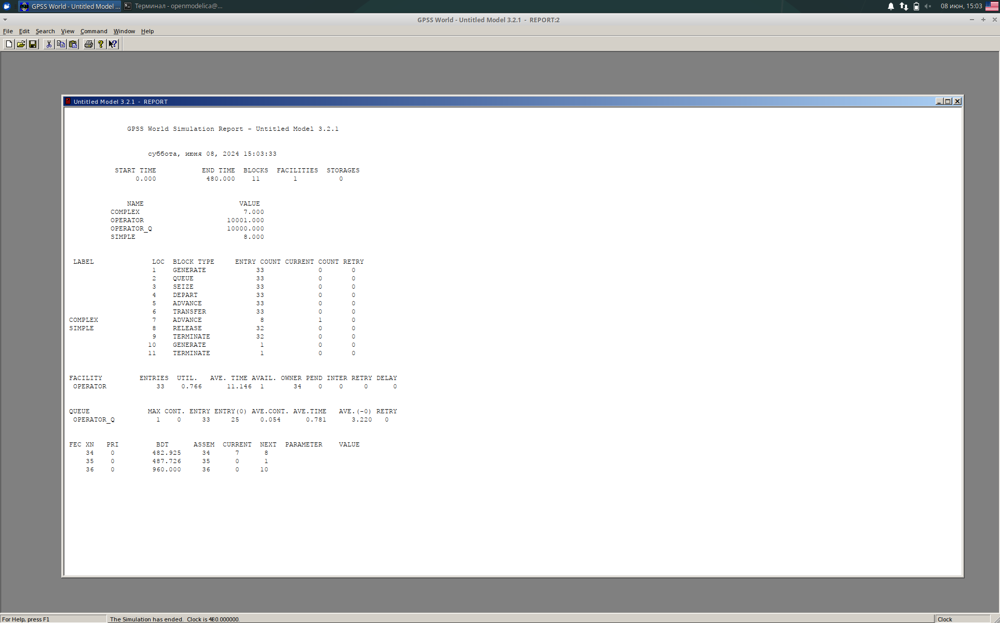 GPSS World - Untitled Model ... Терминал - openmodelica@... 08 июн, 15:03
GPSS World - Untitled Model 3.2.1 - REPORT:2
File Edit Search View Command Window Help
Untitled Model 3.2.1 - REPORT
GPSS World Simulation Report - Untitled Model 3.2.1
суббота, июня 08, 2024 15:03:33
START TIME END TIME BLOCKS FACILITIES STORAGES
0.000 480.000 11 1 0
NAME VALUE
COMPLEX 7.000
OPERATOR 10001.000
OPERATOR_Q 10000.000
SIMPLE 8.000
LABEL LOC BLOCK TYPE ENTRY COUNT CURRENT COUNT RETRY
1 GENERATE 33 0 0
2 QUEUE 33 0 0
3 SEIZE 33 0 0
4 DEPART 33 0 0
5 ADVANCE 33 0 0
6 TRANSFER 33 0 0
COMPLEX 7 ADVANCE 8 1 0
SIMPLE 8 RELEASE 32 0 0
9 TERMINATE 32 0 0
10 GENERATE 1 0 0
11 TERMINATE 1 0 0
FACILITY ENTRIES UTIL. AVE. TIME AVAIL. OWNER PEND INTER RETRY DELAY
OPERATOR 33 0.766 11.146 1 34 0 0 0 0
QUEUE MAX CONT. ENTRY ENTRY(0) AVE.CONT. AVE.TIME AVE.(-0) RETRY
OPERATOR_Q 1 0 33 25 0.054 0.781 3.220 0
FEC XN PRI BDT ASSEM CURRENT NEXT PARAMETER VALUE
34 0 482.925 34 7 8
35 0 487.726 35 0 1
36 0 960.000 36 0 10
For Help, press F1 The Simulation has ended. Clock is 480.000000. Clock